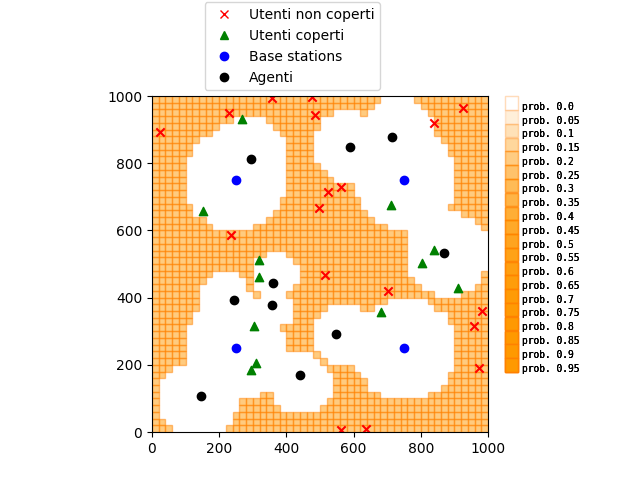 Utenti non coperti
Utenti coperti
Base stations
Agenti
1000
800
600
400
200
0
0 200 400 600 800 1000
prob. 0.0
prob. 0.05
prob. 0.1
prob. 0.15
prob. 0.2
prob. 0.25
prob. 0.3
prob. 0.35
prob. 0.4
prob. 0.45
prob. 0.5
prob. 0.55
prob. 0.6
prob. 0.65
prob. 0.7
prob. 0.75
prob. 0.8
prob. 0.85
prob. 0.9
prob. 0.95